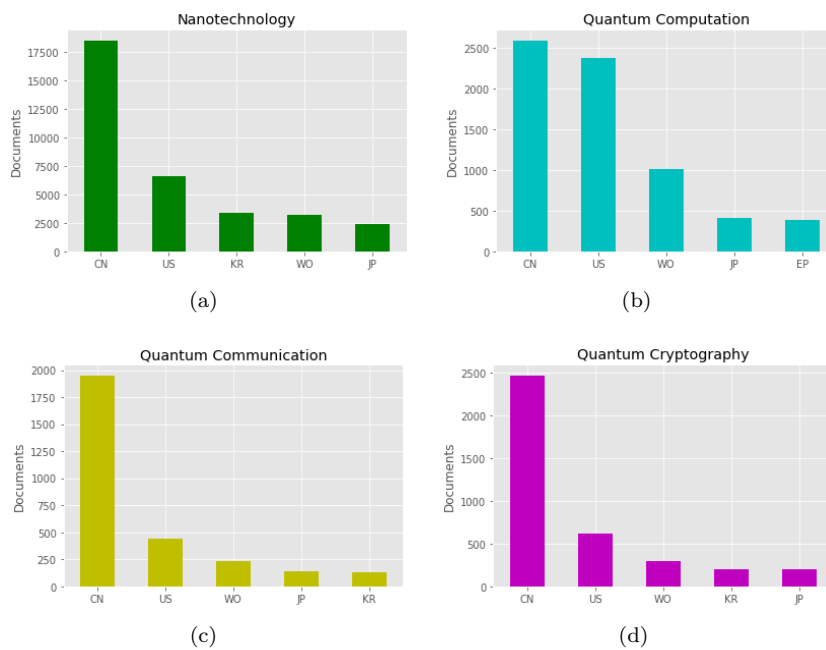 Nanotechnology
Documents
17500
15000
12500
10000
7500
5000
2500
0
CN US KR WO JP
(a)
Quantum Computation
Documents
2500
2000
1500
1000
500
0
CN US WO JP EP
(b)
Quantum Communication
Documents
2000
1750
1500
1250
1000
750
500
250
0
CN US WO JP KR
(c)
Quantum Cryptography
Documents
2500
2000
1500
1000
500
0
CN US WO KR JP
(d)